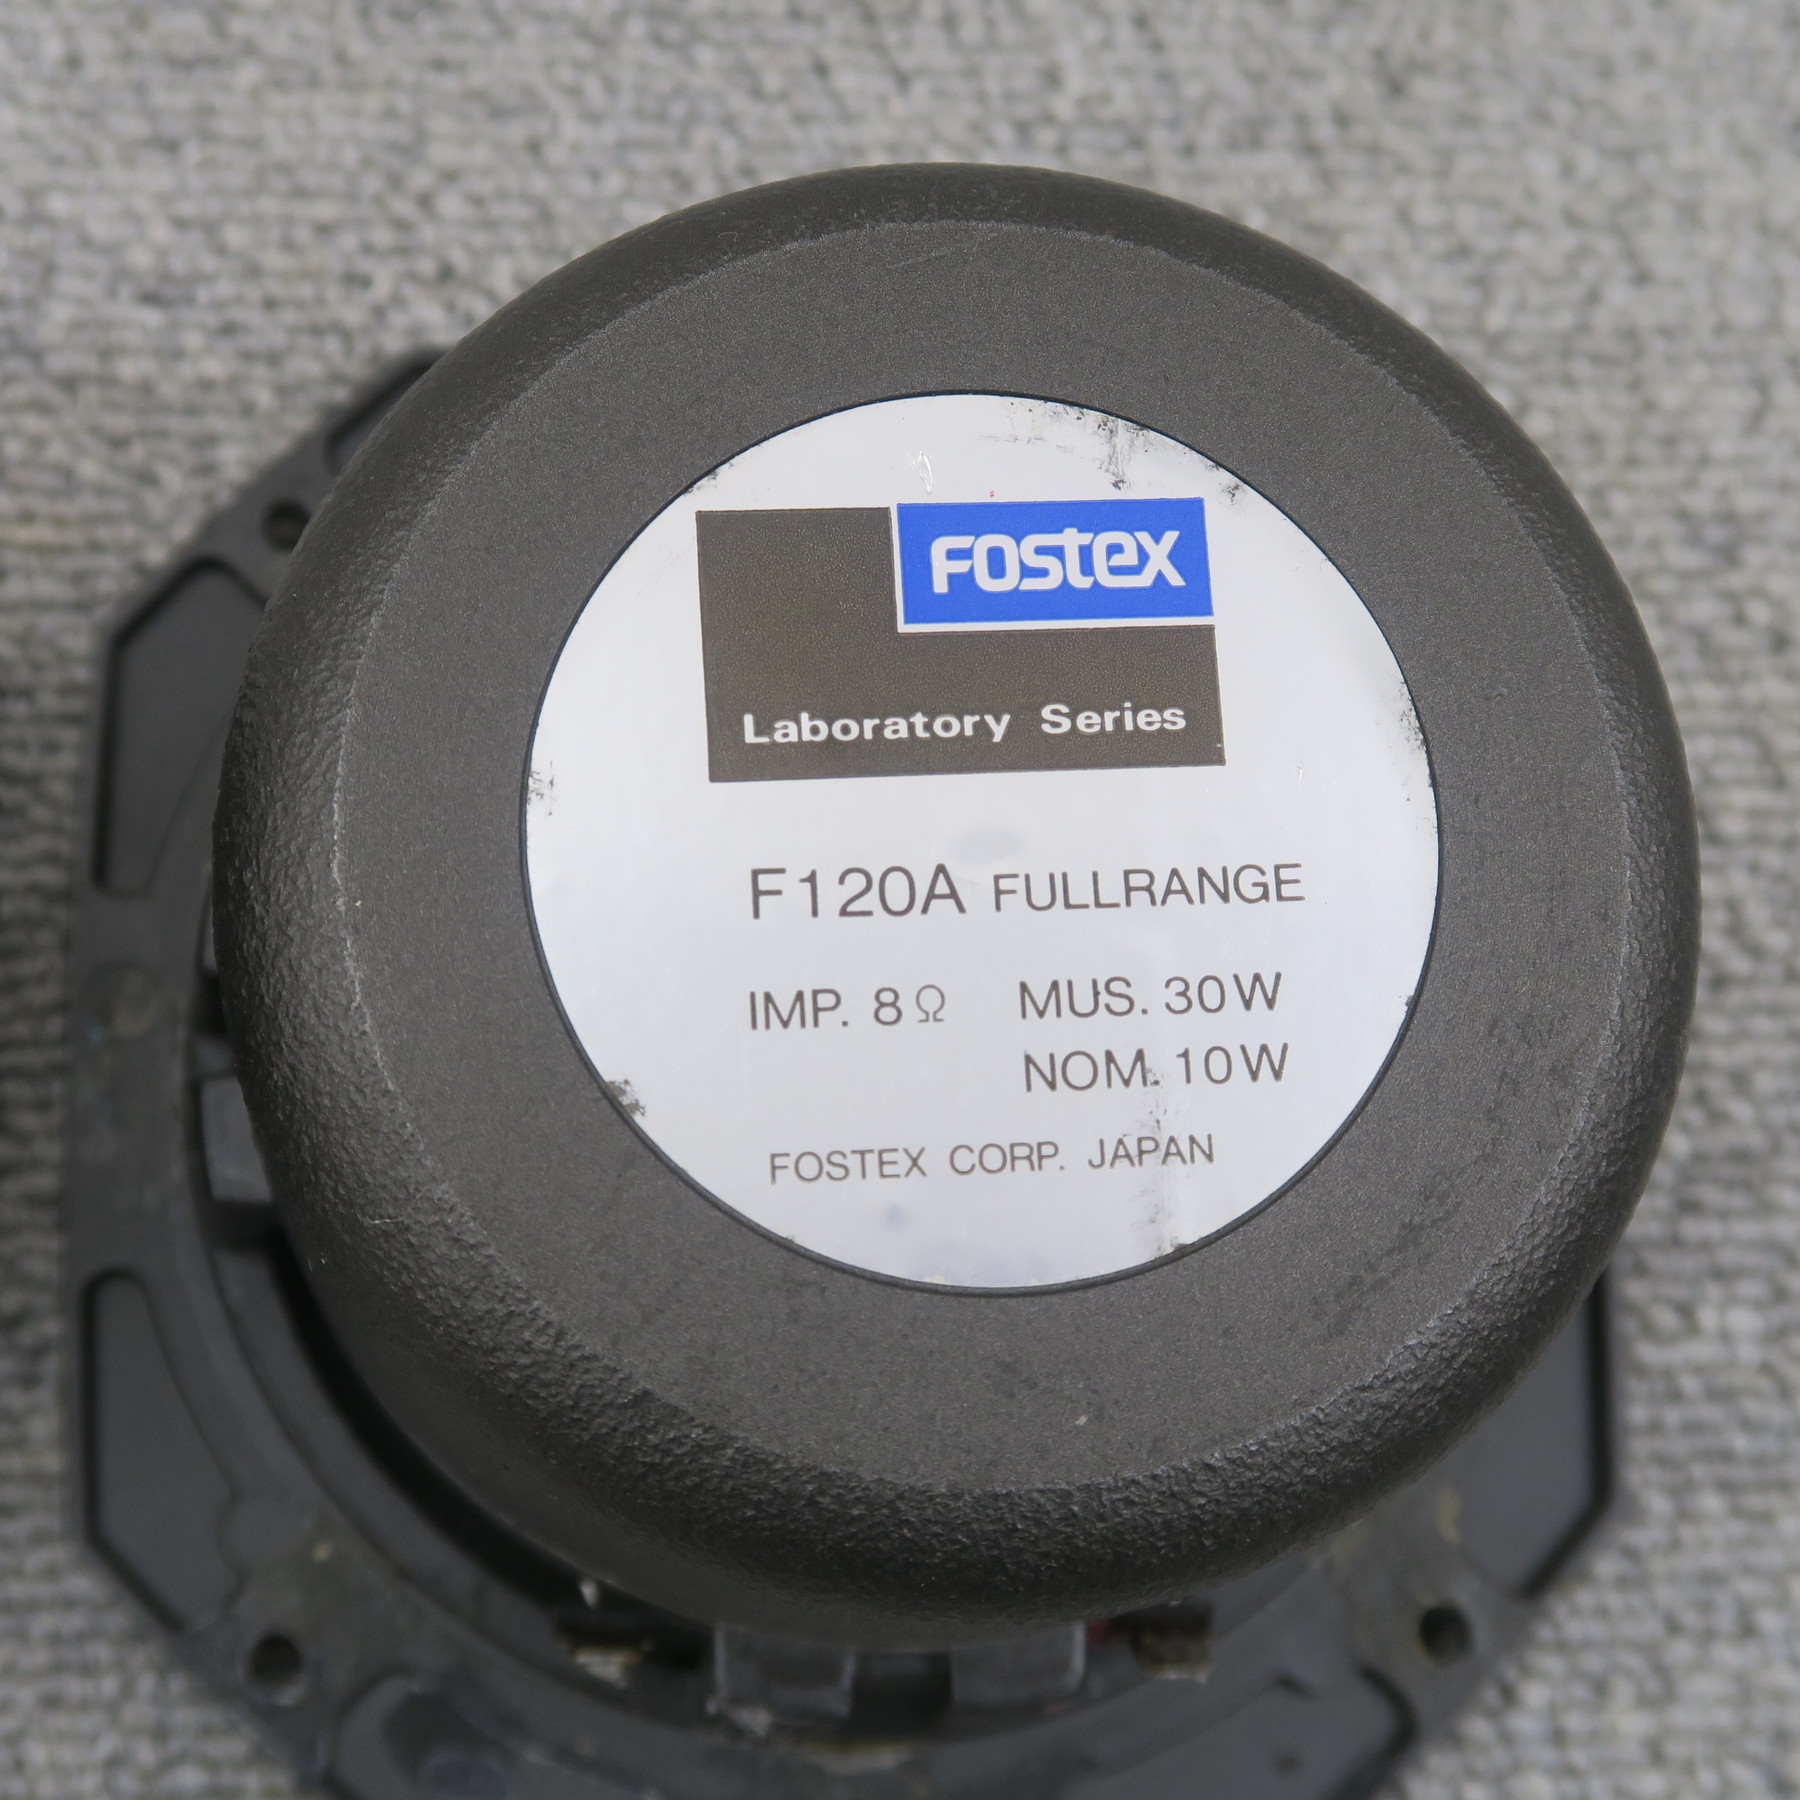 FOSTEX
Laboratory Series
F120A FULLRANGE
IMP. 8Ω MUS. 30W
NOM. 10W
FOSTEX CORP. JAPAN